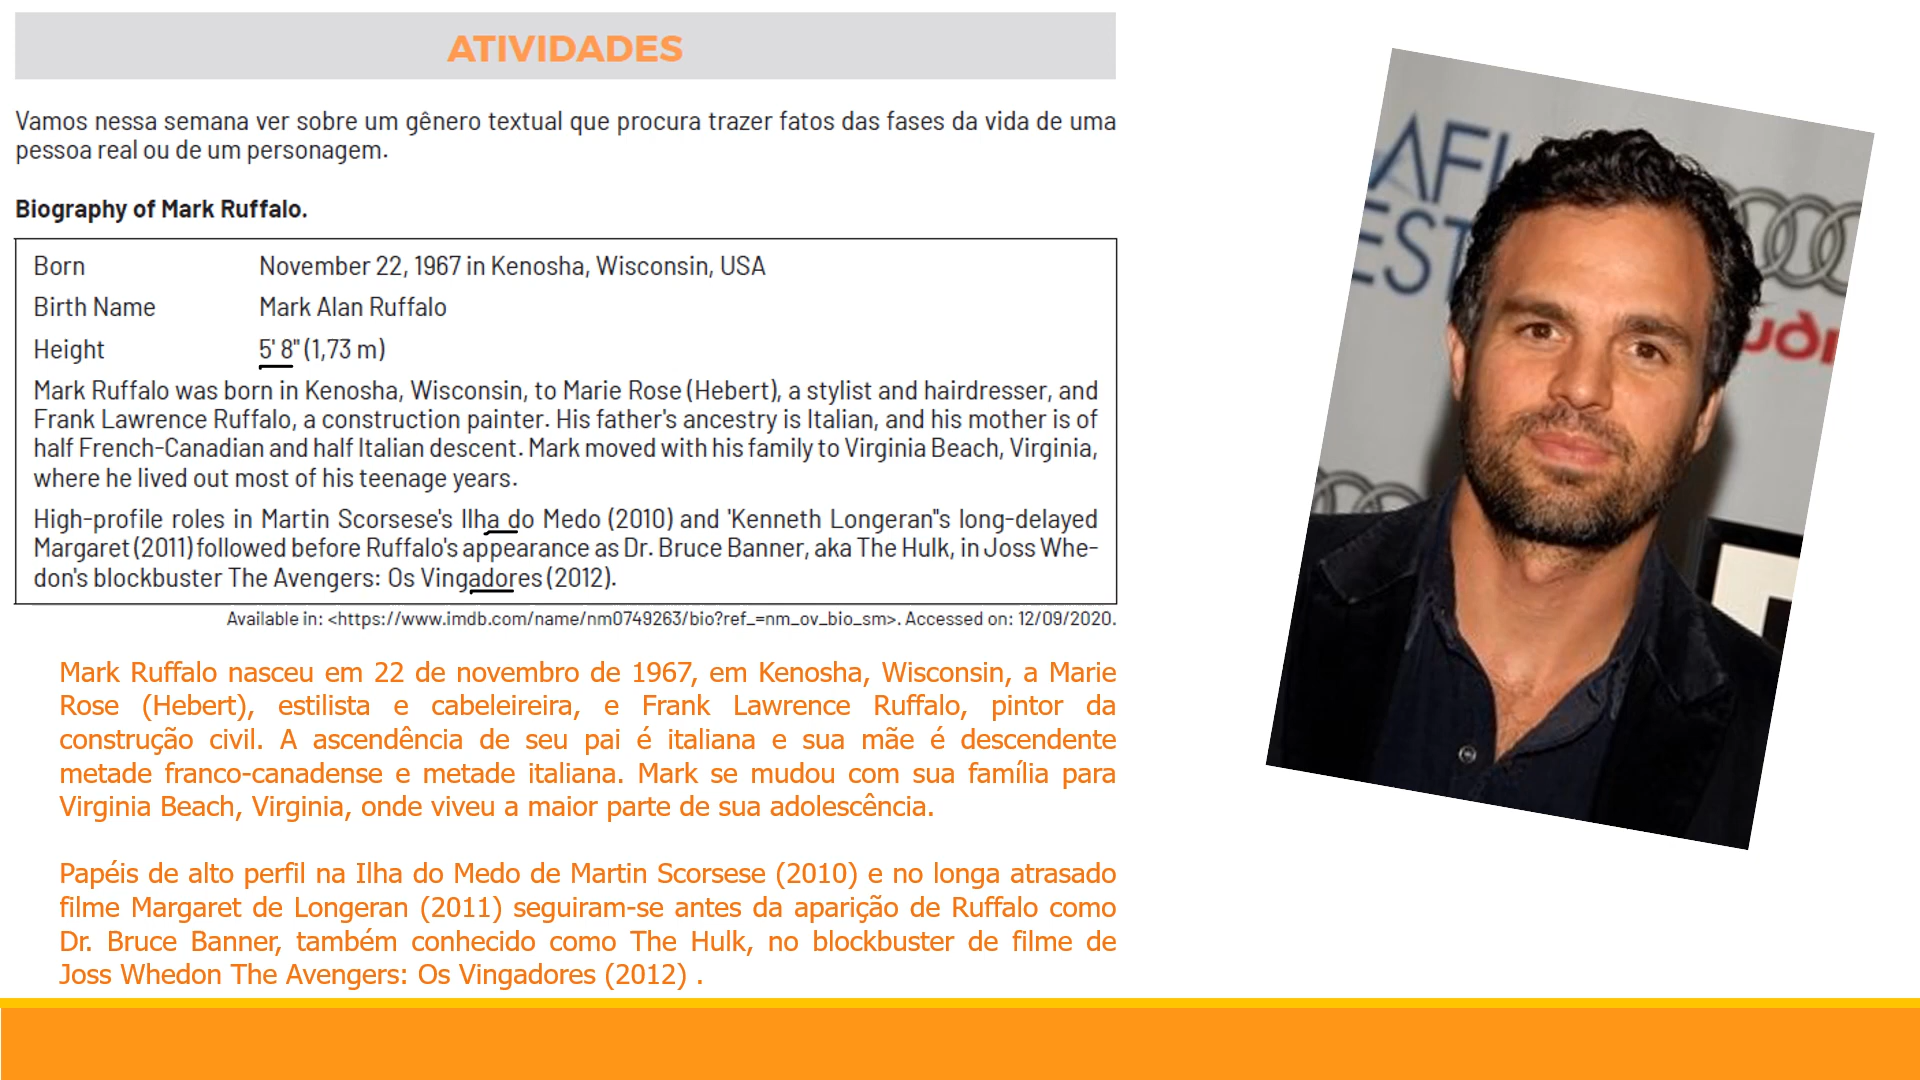 ATIVIDADES
Vamos nessa semana ver sobre um gênero textual que procura trazer fatos das fases da vida de uma
pessoa real ou de um personagem.
Biography of Mark Ruffalo.
Born November 22, 1967 in Kenosha, Wisconsin, USA
Birth Name Mark Alan Ruffalo
Height 5' 8" (1,73 m)
Mark Ruffalo was born in Kenosha, Wisconsin, to Marie Rose (Hebert), a stylist and hairdresser, and
Frank Lawrence Ruffalo, a construction painter. His father's ancestry is Italian, and his mother is of
half French-Canadian and half Italian descent. Mark moved with his family to Virginia Beach, Virginia,
where he lived out most of his teenage years.
High-profile roles in Martin Scorsese's Ilha do Medo (2010) and 'Kenneth Longeran"s long-delayed
Margaret (2011) followed before Ruffalo's appearance as Dr. Bruce Banner, aka The Hulk, in Joss Whe-
don's blockbuster The Avengers: Os Vingadores (2012).
Available in: <https://www.imdb.com/name/nm0749263/bio?ref_=nm_ov_bio_sm>. Accessed on: 12/09/2020.
Mark Ruffalo nasceu em 22 de novembro de 1967, em Kenosha, Wisconsin, a Marie
Rose (Hebert), estilista e cabeleireira, e Frank Lawrence Ruffalo, pintor da
construção civil. A ascendência de seu pai é italiana e sua mãe é descendente
metade franco-canadense e metade italiana. Mark se mudou com sua família para
Virginia Beach, Virginia, onde viveu a maior parte de sua adolescência.
Papéis de alto perfil na Ilha do Medo de Martin Scorsese (2010) e no longa atrasado
filme Margaret de Longeran (2011) seguiram-se antes da aparição de Ruffalo como
Dr. Bruce Banner, também conhecido como The Hulk, no blockbuster de filme de
Joss Whedon The Avengers: Os Vingadores (2012) .
AFI